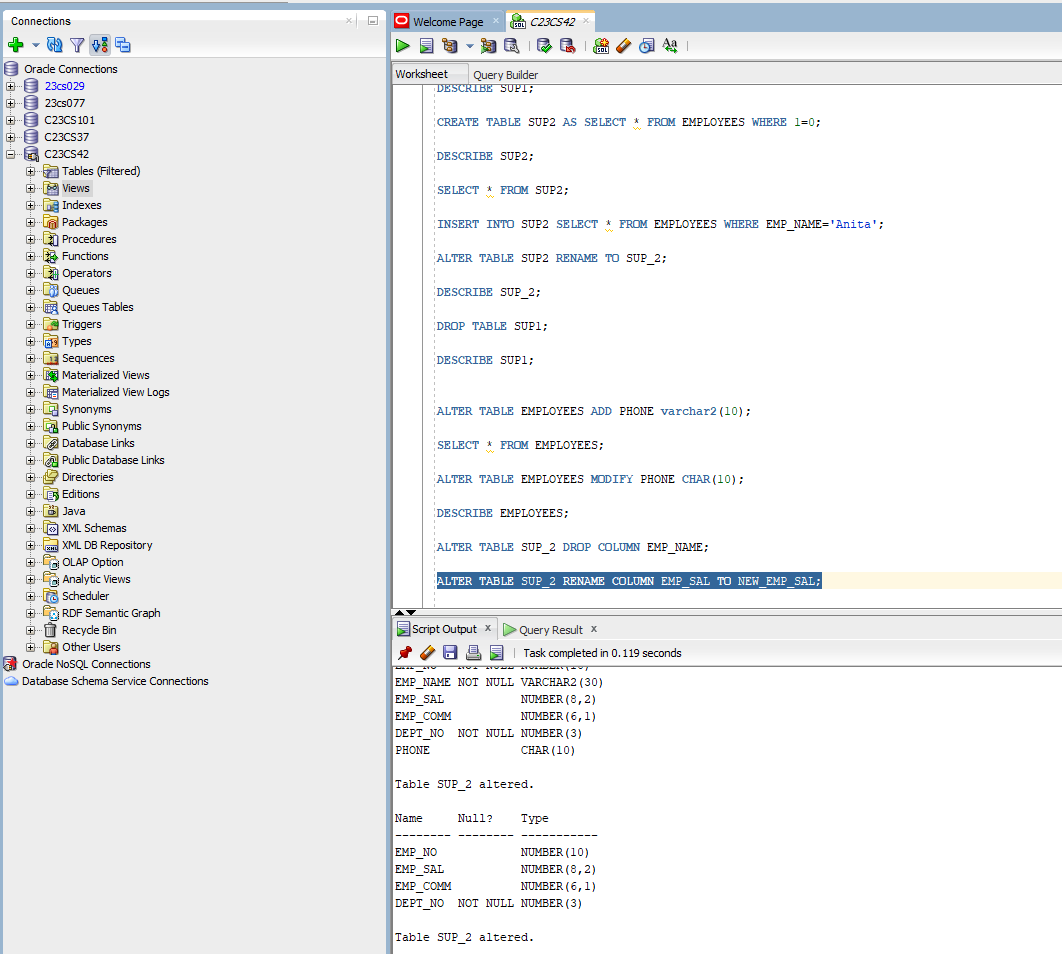 Connections
Oracle Connections
23cs029
23cs077
C23CS101
C23CS37
C23CS42
Tables (Filtered)
Views
Indexes
Packages
Procedures
Functions
Operators
Queues
Queues Tables
Triggers
Types
Sequences
Materialized Views
Materialized View Logs
Synonyms
Public Synonyms
Database Links
Public Database Links
Directories
Editions
Java
XML Schemas
XML DB Repository
OLAP Option
Analytic Views
Scheduler
RDF Semantic Graph
Recycle Bin
Other Users
Oracle NoSQL Connections
Database Schema Service Connections
Welcome Page
C23CS42
Worksheet Query Builder
DESCRIBE SUP1;
CREATE TABLE SUP2 AS SELECT * FROM EMPLOYEES WHERE 1=0;
DESCRIBE SUP2;
SELECT * FROM SUP2;
INSERT INTO SUP2 SELECT * FROM EMPLOYEES WHERE EMP_NAME='Anita';
ALTER TABLE SUP2 RENAME TO SUP_2;
DESCRIBE SUP_2;
DROP TABLE SUP1;
DESCRIBE SUP1;
ALTER TABLE EMPLOYEES ADD PHONE varchar2(10);
SELECT * FROM EMPLOYEES;
ALTER TABLE EMPLOYEES MODIFY PHONE CHAR(10);
DESCRIBE EMPLOYEES;
ALTER TABLE SUP_2 DROP COLUMN EMP_NAME;
ALTER TABLE SUP_2 RENAME COLUMN EMP_SAL TO NEW_EMP_SAL;
Script Output x Query Result x
Task completed in 0.119 seconds
EMP_NO NOT NULL NUMBER(10)
EMP_NAME NOT NULL VARCHAR2(30)
EMP_SAL NUMBER(8,2)
EMP_COMM NUMBER(6,1)
DEPT_NO NOT NULL NUMBER(3)
PHONE CHAR(10)
Table SUP_2 altered.
Name Null? Type
-------- -------- -----------
EMP_NO NUMBER(10)
EMP_SAL NUMBER(8,2)
EMP_COMM NUMBER(6,1)
DEPT_NO NOT NULL NUMBER(3)
Table SUP_2 altered.